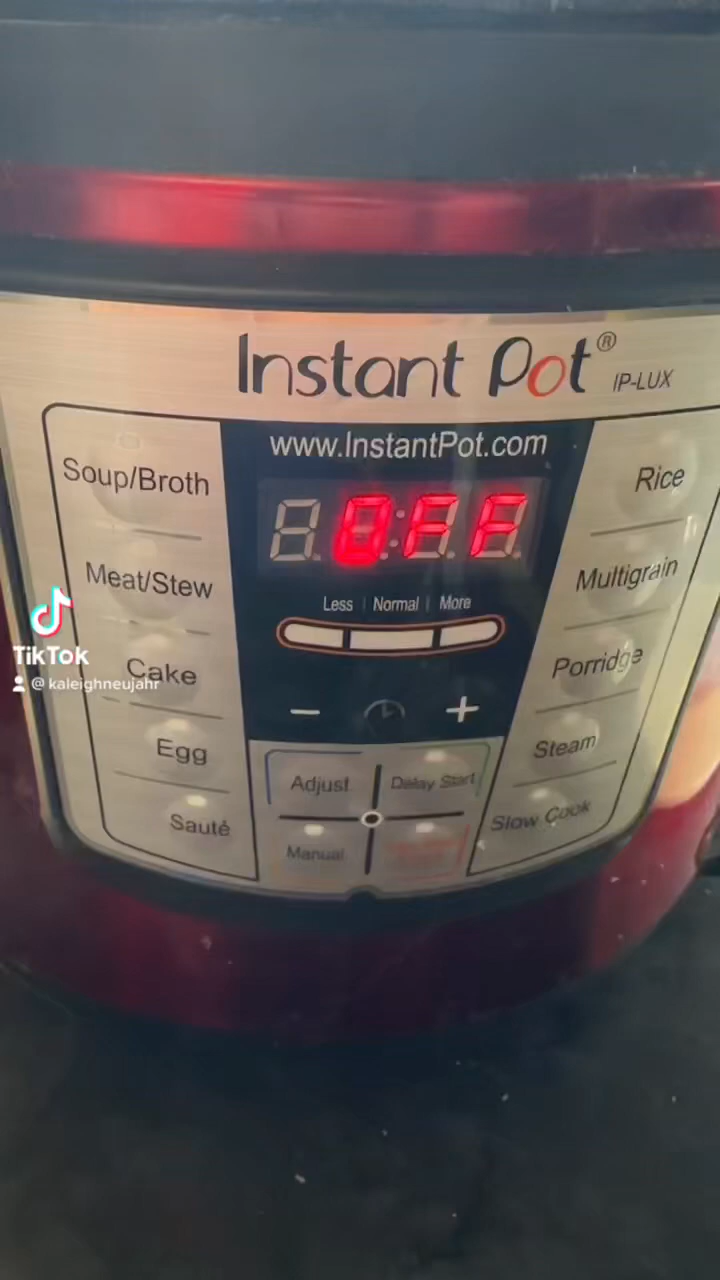 Instant Pot® IP-LUX
www.InstantPot.com
OFF
Less | Normal | More
Soup/Broth
Meat/Stew
Cake
Egg
Sauté
Rice
Multigrain
Porridge
Steam
Slow Cook
− +
Adjust
Delay Start
Manual
TikTok
@kaleighneujahr